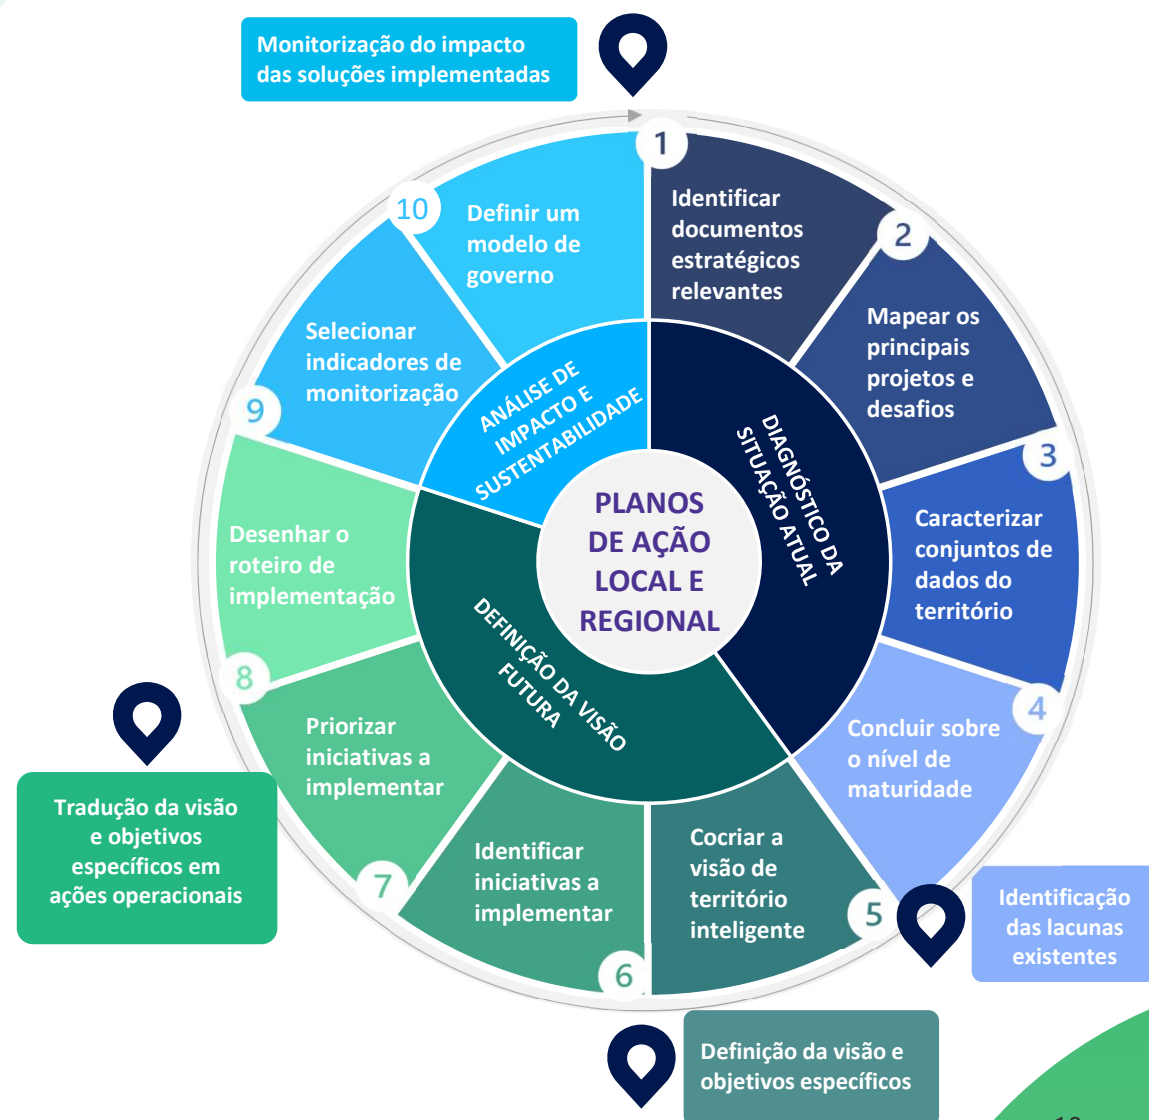 Monitorização do impacto
das soluções implementadas
1
Identificar
documentos
estratégicos
relevantes
2
Mapear os
principais
projetos e
desafios
3
Caracterizar
conjuntos de
dados do
território
4
Concluir sobre
o nível de
maturidade
5
Cocriar a
visão de
território
inteligente
6
Identificar
iniciativas a
implementar
7
Priorizar
iniciativas a
implementar
8
Desenhar o
roteiro de
implementação
9
Selecionar
indicadores de
monitorização
10
Definir um
modelo de
governo
DIAGNÓSTICO DA
SITUAÇÃO ATUAL
DEFINIÇÃO DA VISÃO
FUTURA
ANÁLISE DE
IMPACTO E
SUSTENTABILIDADE
PLANOS
DE AÇÃO
LOCAL E
REGIONAL
Identificação
das lacunas
existentes
Definição da visão e
objetivos específicos
Tradução da visão
e objetivos
específicos em
ações operacionais